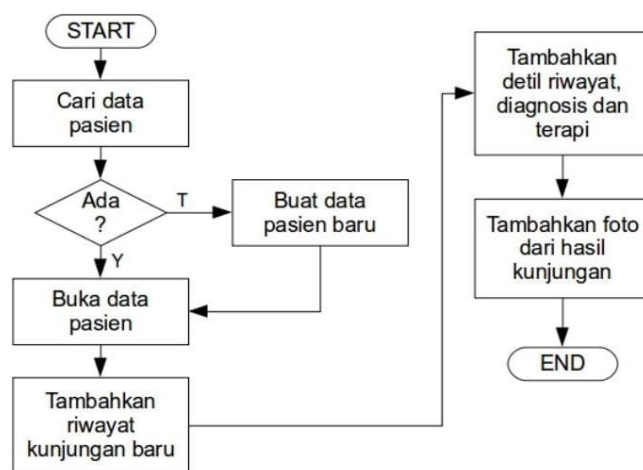 START
Cari data
pasien
Ada
?
T
Buat data
pasien baru
Y
Buka data
pasien
Tambahkan
riwayat
kunjungan baru
Tambahkan
detil riwayat,
diagnosis dan
terapi
Tambahkan foto
dari hasil
kunjungan
END